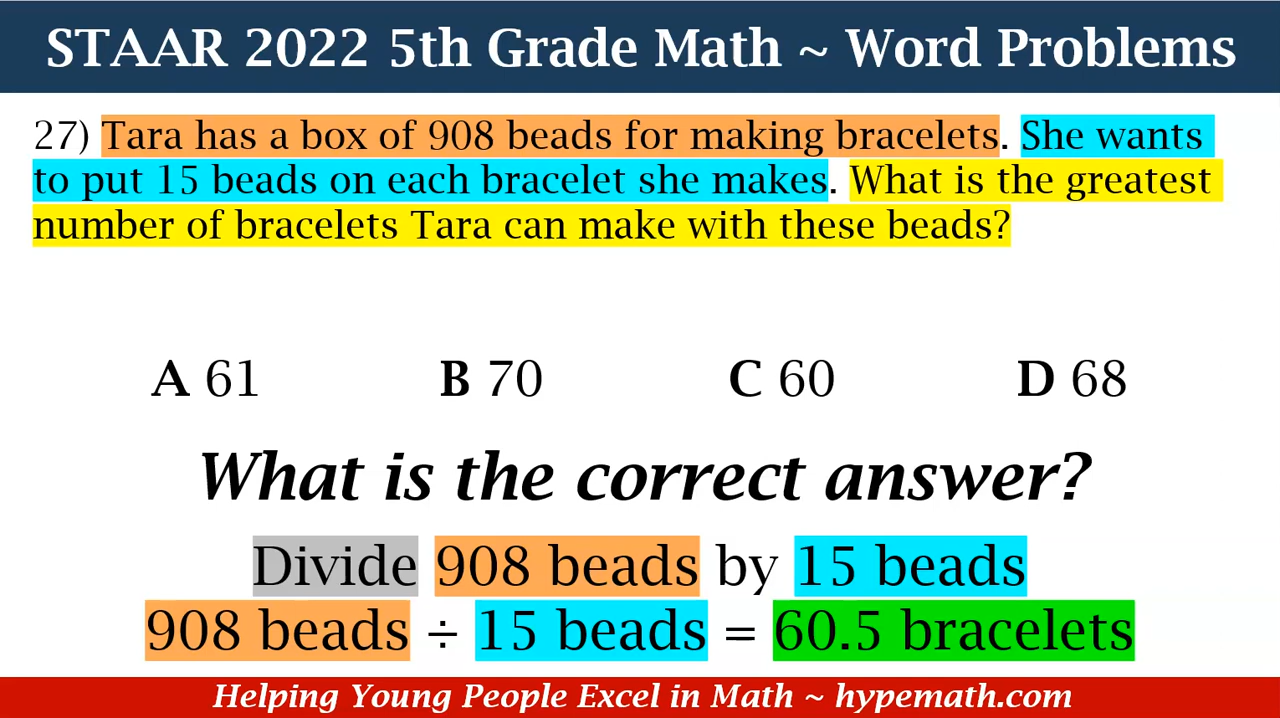 STAAR 2022 5th Grade Math ~ Word Problems
27) Tara has a box of 908 beads for making bracelets. She wants
to put 15 beads on each bracelet she makes. What is the greatest
number of bracelets Tara can make with these beads?
A 61 B 70 C 60 D 68
What is the correct answer?
Divide 908 beads by 15 beads
908 beads ÷ 15 beads = 60.5 bracelets
Helping Young People Excel in Math ~ hypemath.com